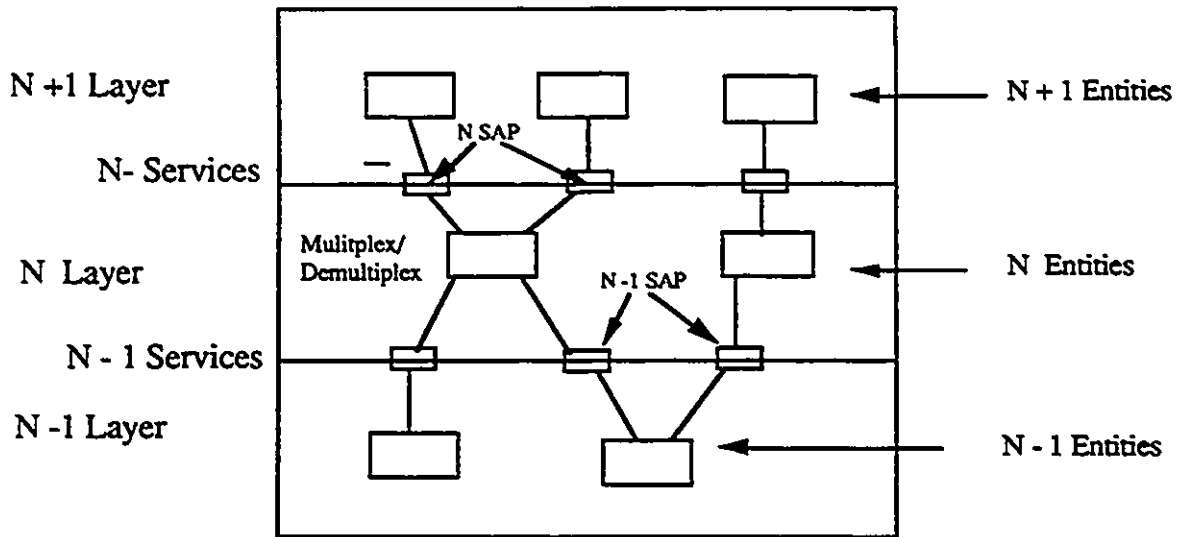 N +1 Layer
N + 1 Entities
N SAP
N- Services
Mulitplex/
Demultiplex
N Layer
N Entities
N -1 SAP
N - 1 Services
N -1 Layer
N - 1 Entities